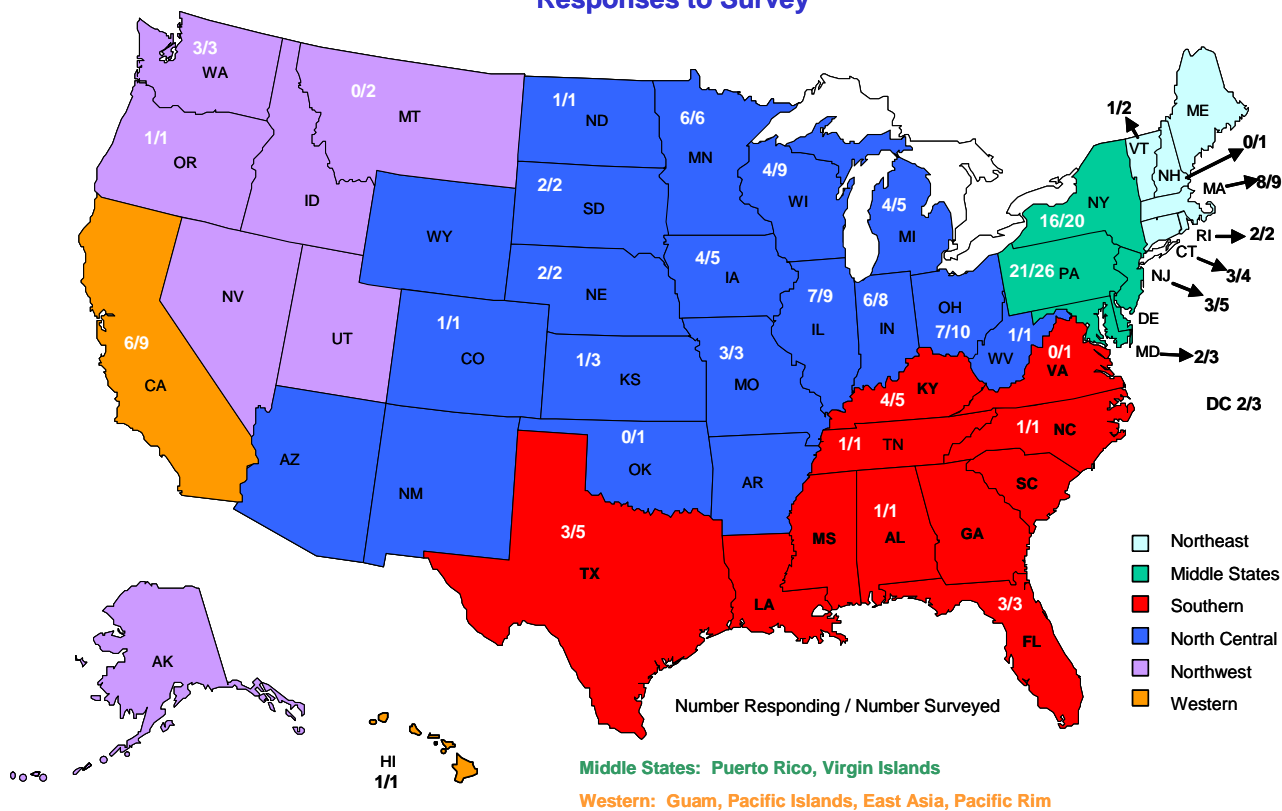 Responses to Survey
3/3
WA
0/2
MT
1/1
OR
ID
NV
UT
6/9
CA
WY
1/1
CO
AZ
NM
1/1
ND
2/2
SD
2/2
NE
1/3
KS
0/1
OK
6/6
MN
4/5
IA
3/3
MO
AR
4/9
WI
7/9
IL
4/5
MI
6/8
IN
OH
7/10
1/1
WV
3/5
TX
LA
MS
1/1
AL
GA
3/3
FL
SC
1/1 NC
1/1 TN
4/5 KY
0/1
VA
16/20
NY
21/26 PA
1/2
VT
ME
0/1
NH
MA 8/9
RI 2/2
CT
3/4
NJ
3/5
DE
MD 2/3
DC 2/3
AK
HI
1/1
Northeast
Middle States
Southern
North Central
Northwest
Western
Number Responding / Number Surveyed
Middle States: Puerto Rico, Virgin Islands
Western: Guam, Pacific Islands, East Asia, Pacific Rim